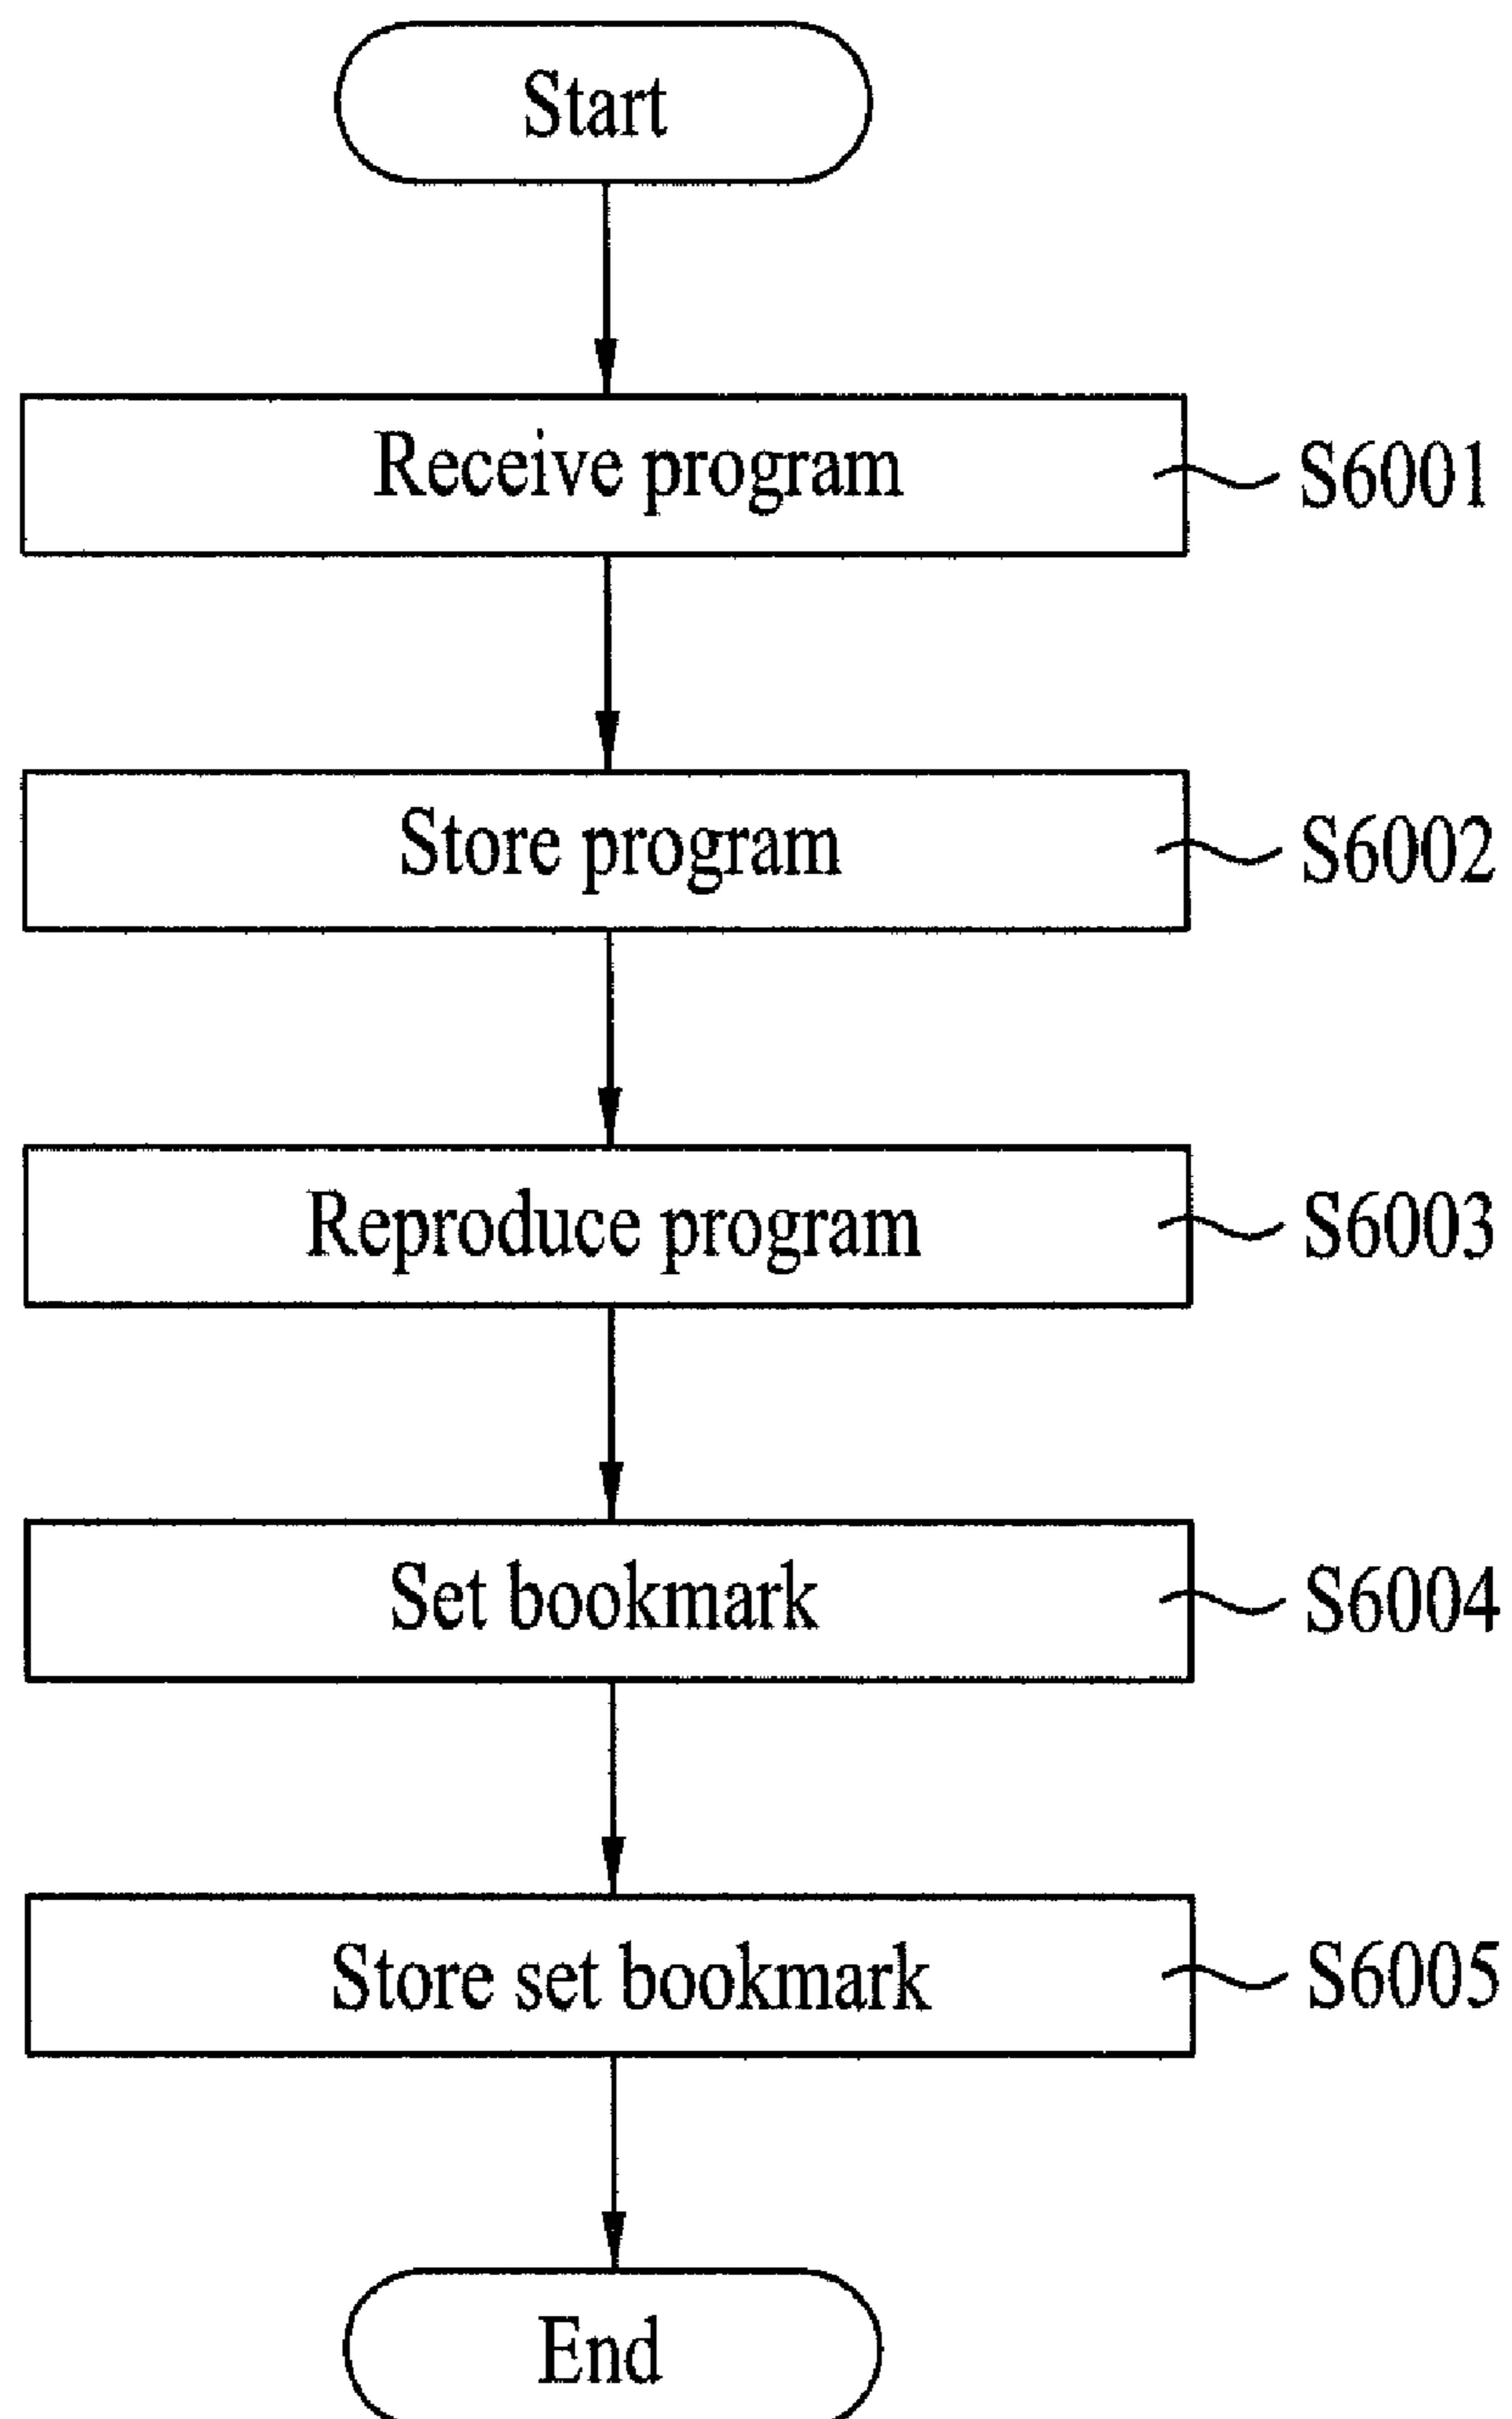 Start
Receive program S6001
Store program S6002
Reproduce program S6003
Set bookmark S6004
Store set bookmark S6005
End